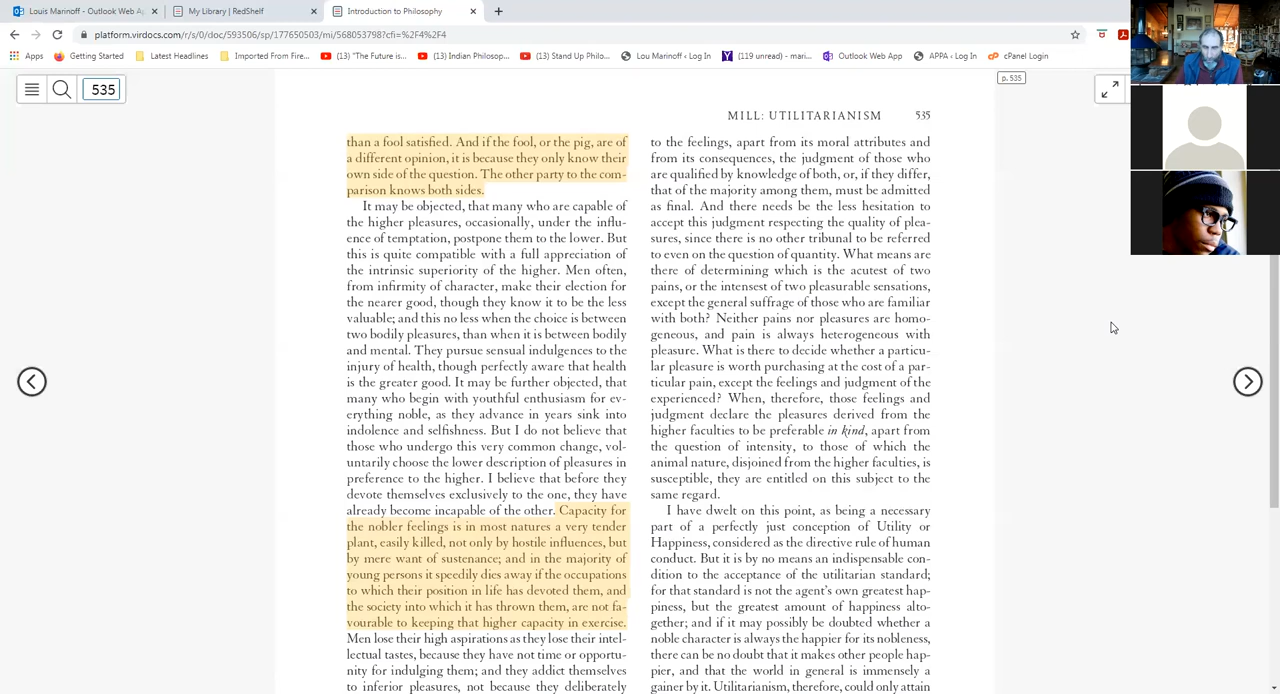 Louis Marinoff - Outlook Web Ap
My Library | RedShelf
Introduction to Philosophy
platform.virdocs.com/r/s/0/doc/593506/sp/177650503/mi/568053798?cfi=%2F4%2F4
Apps
Getting Started
Latest Headlines
Imported From Fire...
(13) "The Future is...
(13) Indian Philosop...
(13) Stand Up Philo...
Lou Marinoff ‹ Log In
(119 unread) - mari...
Outlook Web App
APPA ‹ Log In
cPanel Login
535
p. 535
MILL: UTILITARIANISM 535
than a fool satisfied. And if the fool, or the pig, are of
a different opinion, it is because they only know their
own side of the question. The other party to the com-
parison knows both sides.
It may be objected, that many who are capable of
the higher pleasures, occasionally, under the influ-
ence of temptation, postpone them to the lower. But
this is quite compatible with a full appreciation of
the intrinsic superiority of the higher. Men often,
from infirmity of character, make their election for
the nearer good, though they know it to be the less
valuable; and this no less when the choice is between
two bodily pleasures, than when it is between bodily
and mental. They pursue sensual indulgences to the
injury of health, though perfectly aware that health
is the greater good. It may be further objected, that
many who begin with youthful enthusiasm for ev-
erything noble, as they advance in years sink into
indolence and selfishness. But I do not believe that
those who undergo this very common change, vol-
untarily choose the lower description of pleasures in
preference to the higher. I believe that before they
devote themselves exclusively to the one, they have
already become incapable of the other. Capacity for
the nobler feelings is in most natures a very tender
plant, easily killed, not only by hostile influences, but
by mere want of sustenance; and in the majority of
young persons it speedily dies away if the occupations
to which their position in life has devoted them, and
the society into which it has thrown them, are not fa-
vourable to keeping that higher capacity in exercise.
Men lose their high aspirations as they lose their intel-
lectual tastes, because they have not time or opportu-
nity for indulging them; and they addict themselves
to inferior pleasures, not because they deliberately
to the feelings, apart from its moral attributes and
from its consequences, the judgment of those who
are qualified by knowledge of both, or, if they differ,
that of the majority among them, must be admitted
as final. And there needs be the less hesitation to
accept this judgment respecting the quality of plea-
sures, since there is no other tribunal to be referred
to even on the question of quantity. What means are
there of determining which is the acutest of two
pains, or the intensest of two pleasurable sensations,
except the general suffrage of those who are familiar
with both? Neither pains nor pleasures are homo-
geneous, and pain is always heterogeneous with
pleasure. What is there to decide whether a particu-
lar pleasure is worth purchasing at the cost of a par-
ticular pain, except the feelings and judgment of the
experienced? When, therefore, those feelings and
judgment declare the pleasures derived from the
higher faculties to be preferable in kind, apart from
the question of intensity, to those of which the
animal nature, disjoined from the higher faculties, is
susceptible, they are entitled on this subject to the
same regard.
I have dwelt on this point, as being a necessary
part of a perfectly just conception of Utility or
Happiness, considered as the directive rule of human
conduct. But it is by no means an indispensable con-
dition to the acceptance of the utilitarian standard;
for that standard is not the agent's own greatest hap-
piness, but the greatest amount of happiness alto-
gether; and if it may possibly be doubted whether a
noble character is always the happier for its nobleness,
there can be no doubt that it makes other people hap-
pier, and that the world in general is immensely a
gainer by it. Utilitarianism, therefore, could only attain